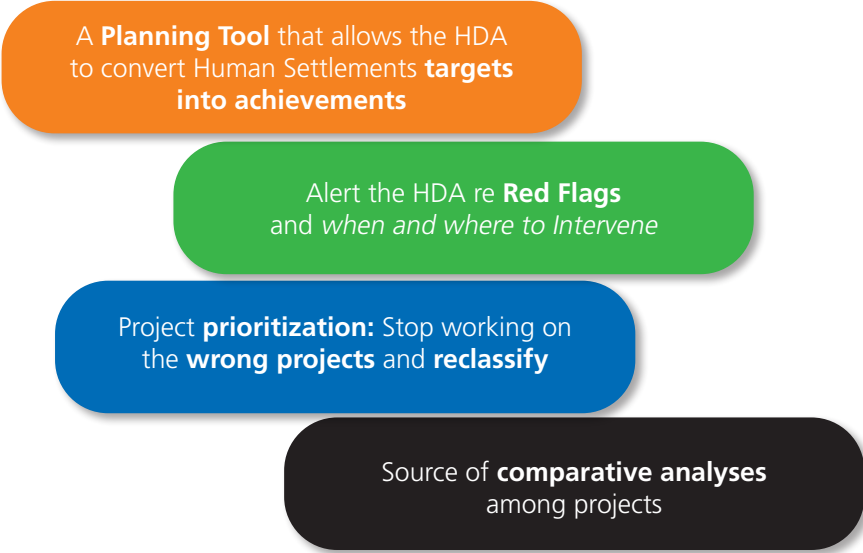 A Planning Tool that allows the HDA
to convert Human Settlements targets
into achievements
Alert the HDA re Red Flags
and when and where to Intervene
Project prioritization: Stop working on
the wrong projects and reclassify
Source of comparative analyses
among projects